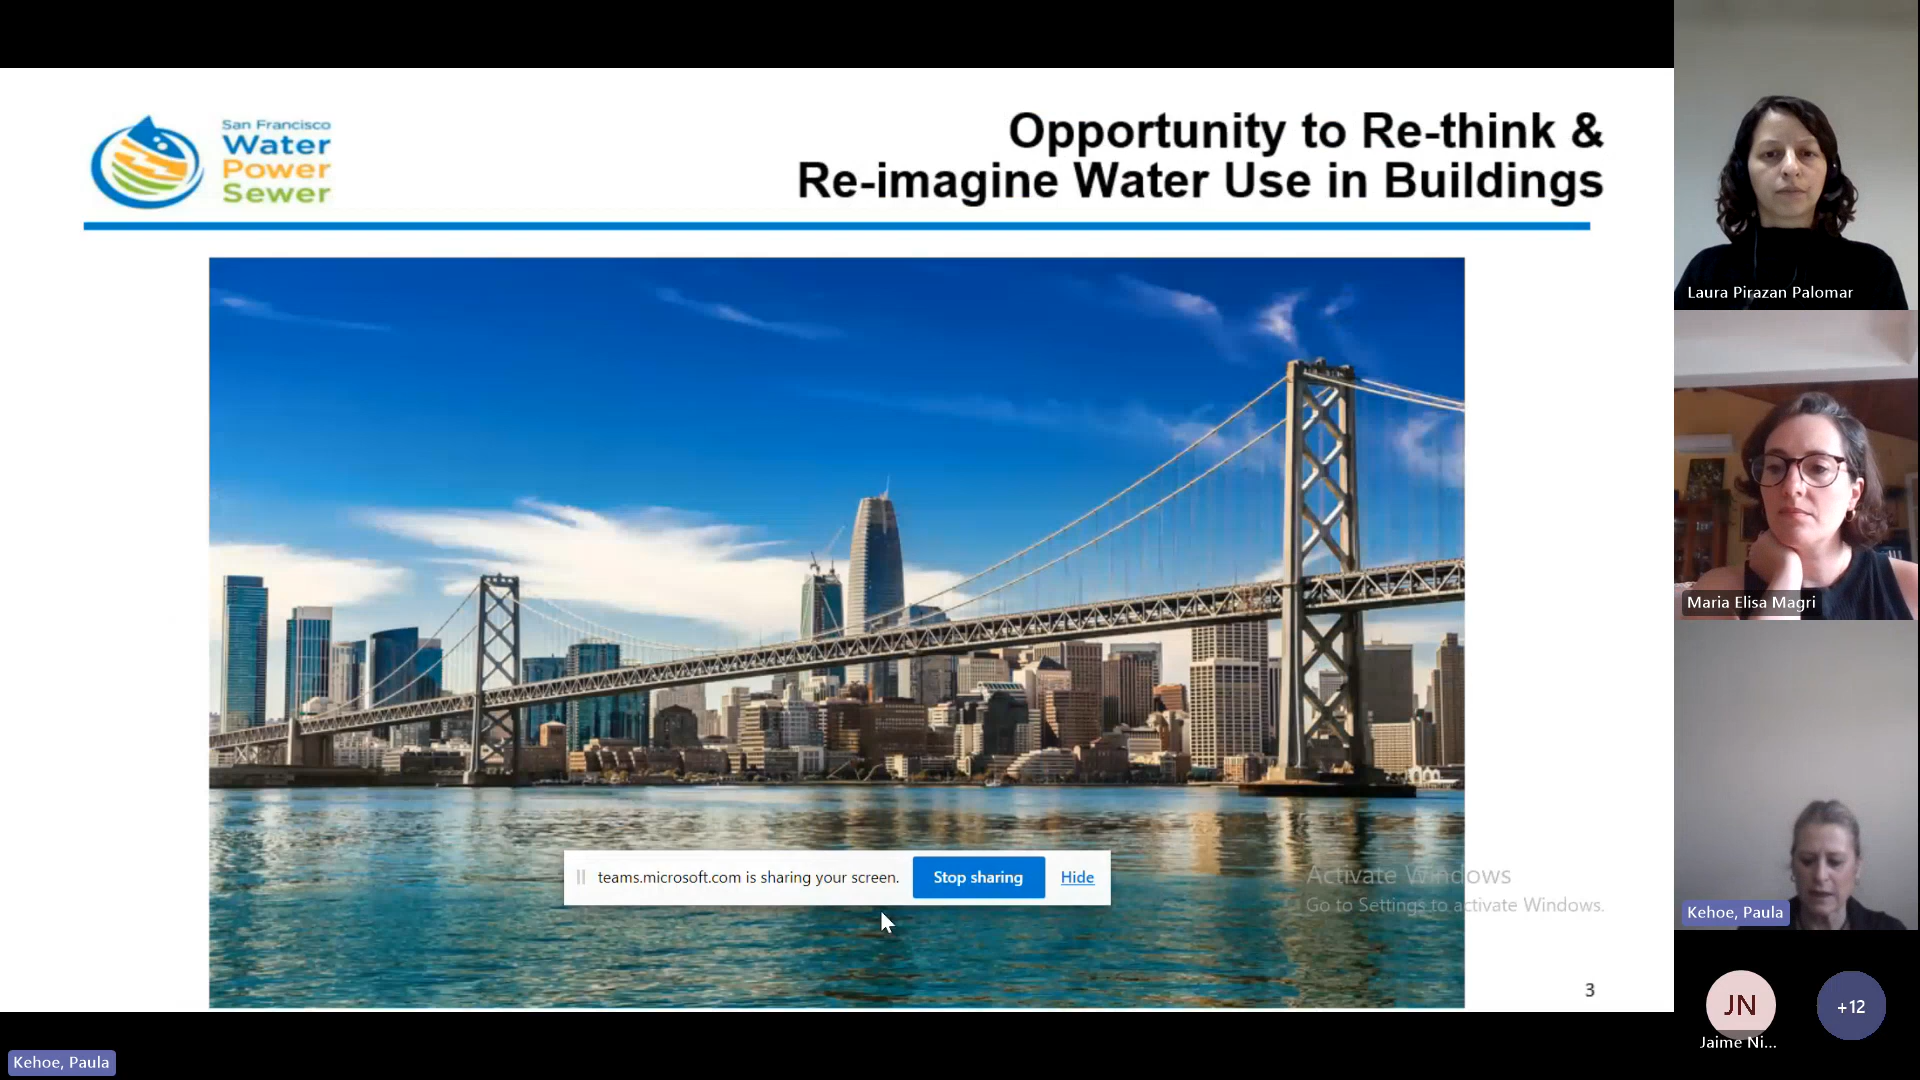 San Francisco
Water
Power
Sewer
Opportunity to Re-think &
Re-imagine Water Use in Buildings
teams.microsoft.com is sharing your screen.
Stop sharing
Hide
Activate Windows
Go to Settings to activate Windows.
3
Laura Pirazan Palomar
Maria Elisa Magri
Kehoe, Paula
JN
Jaime Ni...
+12
Kehoe, Paula